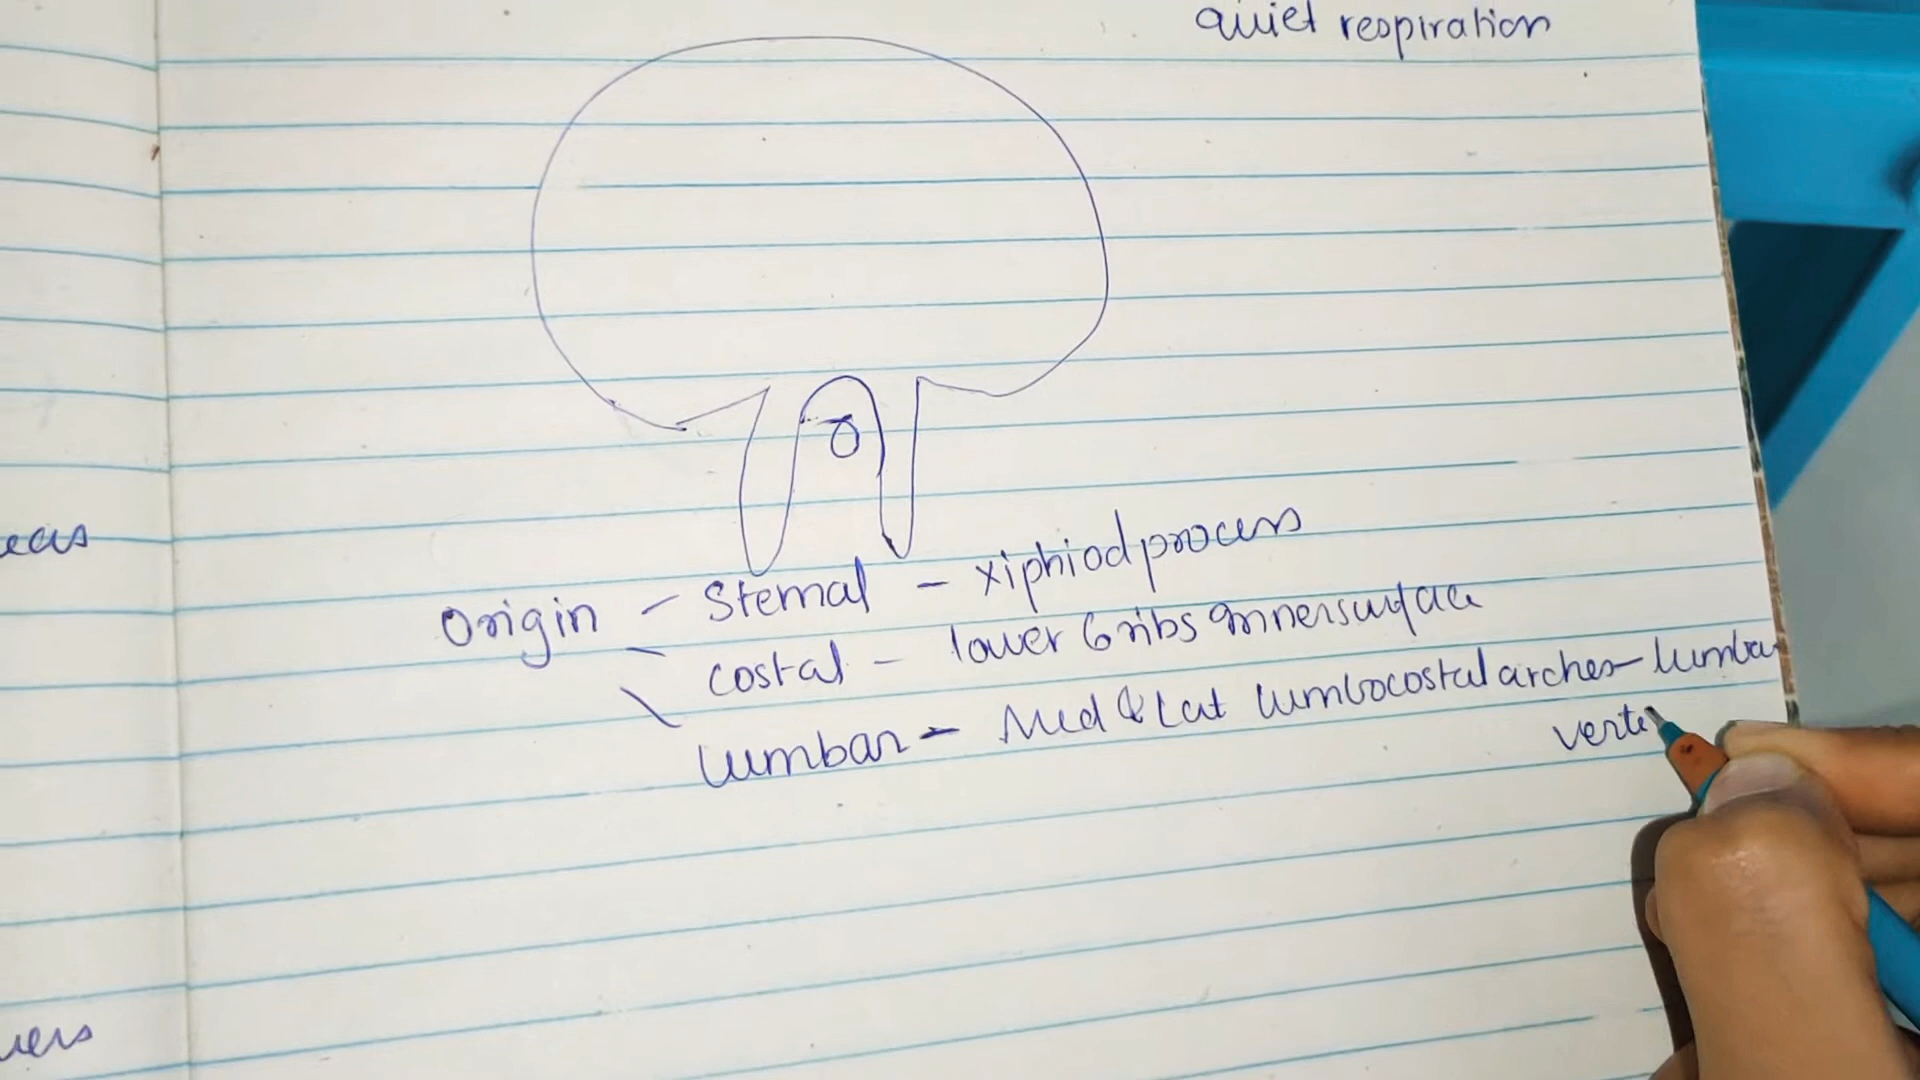 quiet respiration
eas
Origin - Sternal - xiphiod process
costal - lower 6 ribs innersurface
Lumbar - Med & Lat lumbocostal arches - lumbar
verte
vers